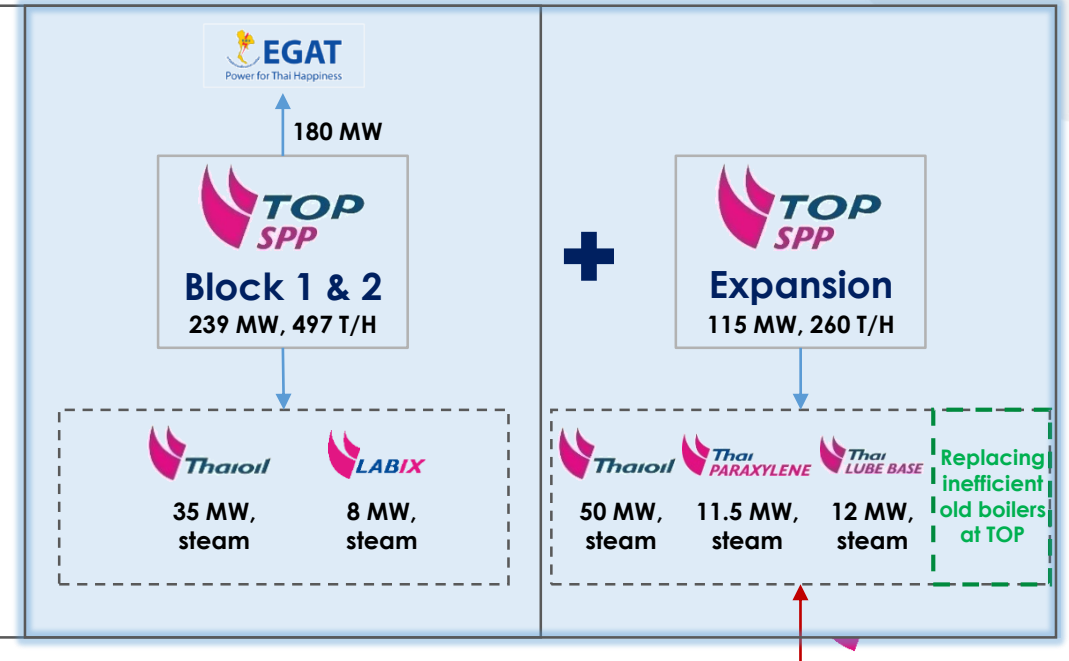 EGAT
Power for Thai Happiness
180 MW
TOP
SPP
Block 1 & 2
239 MW, 497 T/H
Thaioil
35 MW,
steam
LABIX
8 MW,
steam
TOP
SPP
Expansion
115 MW, 260 T/H
Thaioil
50 MW,
steam
Thai
PARAXYLENE
11.5 MW,
steam
Thai
LUBE BASE
12 MW,
steam
Replacing
inefficient
old boilers
at TOP